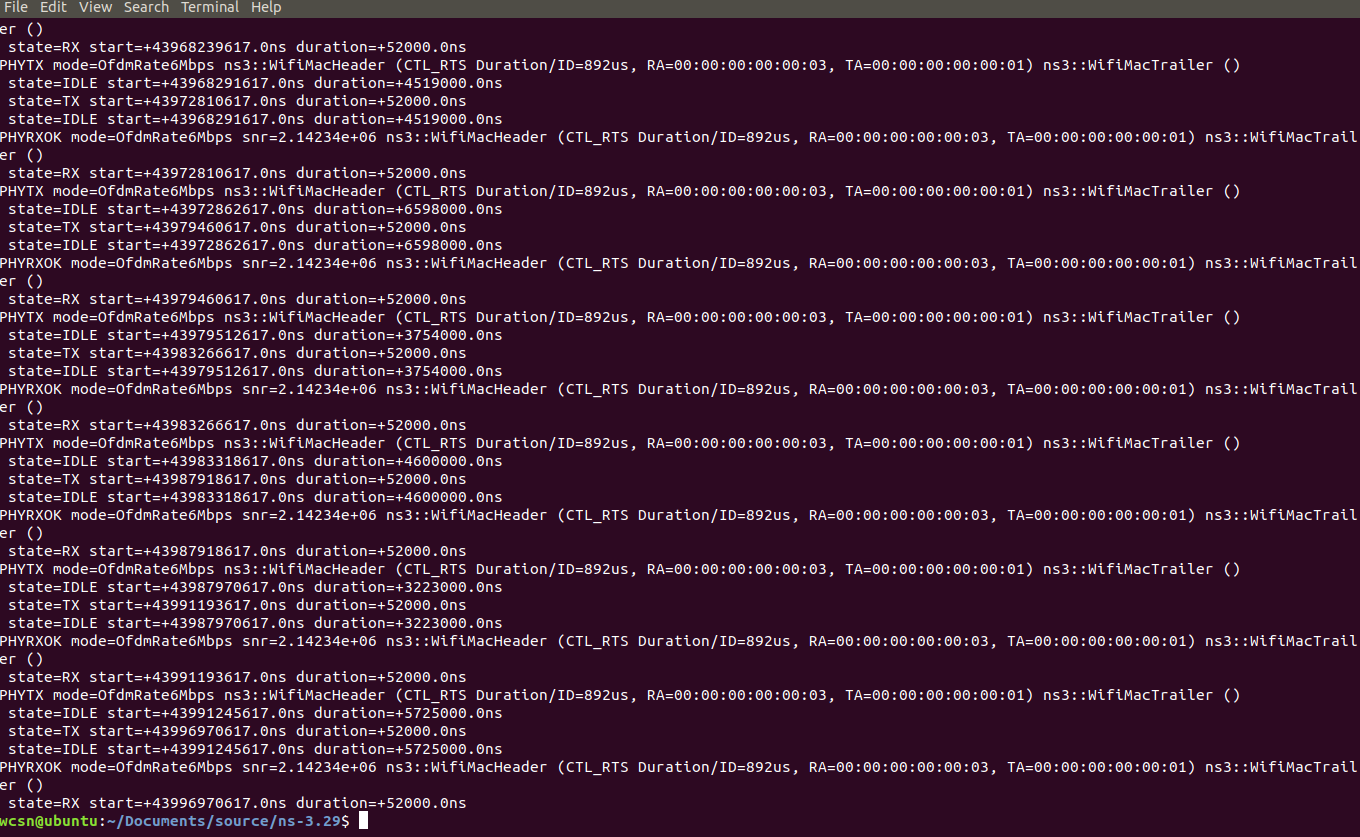 File Edit View Search Terminal Help
er ()
 state=RX start=+43968239617.0ns duration=+52000.0ns
PHYTX mode=OfdmRate6Mbps ns3::WifiMacHeader (CTL_RTS Duration/ID=892us, RA=00:00:00:00:00:03, TA=00:00:00:00:00:01) ns3::WifiMacTrailer ()
 state=IDLE start=+43968291617.0ns duration=+4519000.0ns
 state=TX start=+43972810617.0ns duration=+52000.0ns
 state=IDLE start=+43968291617.0ns duration=+4519000.0ns
PHYRXOK mode=OfdmRate6Mbps snr=2.14234e+06 ns3::WifiMacHeader (CTL_RTS Duration/ID=892us, RA=00:00:00:00:00:03, TA=00:00:00:00:00:01) ns3::WifiMacTrail
er ()
 state=RX start=+43972810617.0ns duration=+52000.0ns
PHYTX mode=OfdmRate6Mbps ns3::WifiMacHeader (CTL_RTS Duration/ID=892us, RA=00:00:00:00:00:03, TA=00:00:00:00:00:01) ns3::WifiMacTrailer ()
 state=IDLE start=+43972862617.0ns duration=+6598000.0ns
 state=TX start=+43979460617.0ns duration=+52000.0ns
 state=IDLE start=+43972862617.0ns duration=+6598000.0ns
PHYRXOK mode=OfdmRate6Mbps snr=2.14234e+06 ns3::WifiMacHeader (CTL_RTS Duration/ID=892us, RA=00:00:00:00:00:03, TA=00:00:00:00:00:01) ns3::WifiMacTrail
er ()
 state=RX start=+43979460617.0ns duration=+52000.0ns
PHYTX mode=OfdmRate6Mbps ns3::WifiMacHeader (CTL_RTS Duration/ID=892us, RA=00:00:00:00:00:03, TA=00:00:00:00:00:01) ns3::WifiMacTrailer ()
 state=IDLE start=+43979512617.0ns duration=+3754000.0ns
 state=TX start=+43983266617.0ns duration=+52000.0ns
 state=IDLE start=+43979512617.0ns duration=+3754000.0ns
PHYRXOK mode=OfdmRate6Mbps snr=2.14234e+06 ns3::WifiMacHeader (CTL_RTS Duration/ID=892us, RA=00:00:00:00:00:03, TA=00:00:00:00:00:01) ns3::WifiMacTrail
er ()
 state=RX start=+43983266617.0ns duration=+52000.0ns
PHYTX mode=OfdmRate6Mbps ns3::WifiMacHeader (CTL_RTS Duration/ID=892us, RA=00:00:00:00:00:03, TA=00:00:00:00:00:01) ns3::WifiMacTrailer ()
 state=IDLE start=+43983318617.0ns duration=+4600000.0ns
 state=TX start=+43987918617.0ns duration=+52000.0ns
 state=IDLE start=+43983318617.0ns duration=+4600000.0ns
PHYRXOK mode=OfdmRate6Mbps snr=2.14234e+06 ns3::WifiMacHeader (CTL_RTS Duration/ID=892us, RA=00:00:00:00:00:03, TA=00:00:00:00:00:01) ns3::WifiMacTrail
er ()
 state=RX start=+43987918617.0ns duration=+52000.0ns
PHYTX mode=OfdmRate6Mbps ns3::WifiMacHeader (CTL_RTS Duration/ID=892us, RA=00:00:00:00:00:03, TA=00:00:00:00:00:01) ns3::WifiMacTrailer ()
 state=IDLE start=+43987970617.0ns duration=+3223000.0ns
 state=TX start=+43991193617.0ns duration=+52000.0ns
 state=IDLE start=+43987970617.0ns duration=+3223000.0ns
PHYRXOK mode=OfdmRate6Mbps snr=2.14234e+06 ns3::WifiMacHeader (CTL_RTS Duration/ID=892us, RA=00:00:00:00:00:03, TA=00:00:00:00:00:01) ns3::WifiMacTrail
er ()
 state=RX start=+43991193617.0ns duration=+52000.0ns
PHYTX mode=OfdmRate6Mbps ns3::WifiMacHeader (CTL_RTS Duration/ID=892us, RA=00:00:00:00:00:03, TA=00:00:00:00:00:01) ns3::WifiMacTrailer ()
 state=IDLE start=+43991245617.0ns duration=+5725000.0ns
 state=TX start=+43996970617.0ns duration=+52000.0ns
 state=IDLE start=+43991245617.0ns duration=+5725000.0ns
PHYRXOK mode=OfdmRate6Mbps snr=2.14234e+06 ns3::WifiMacHeader (CTL_RTS Duration/ID=892us, RA=00:00:00:00:00:03, TA=00:00:00:00:00:01) ns3::WifiMacTrail
er ()
 state=RX start=+43996970617.0ns duration=+52000.0ns
wcsn@ubuntu:~/Documents/source/ns-3.29$